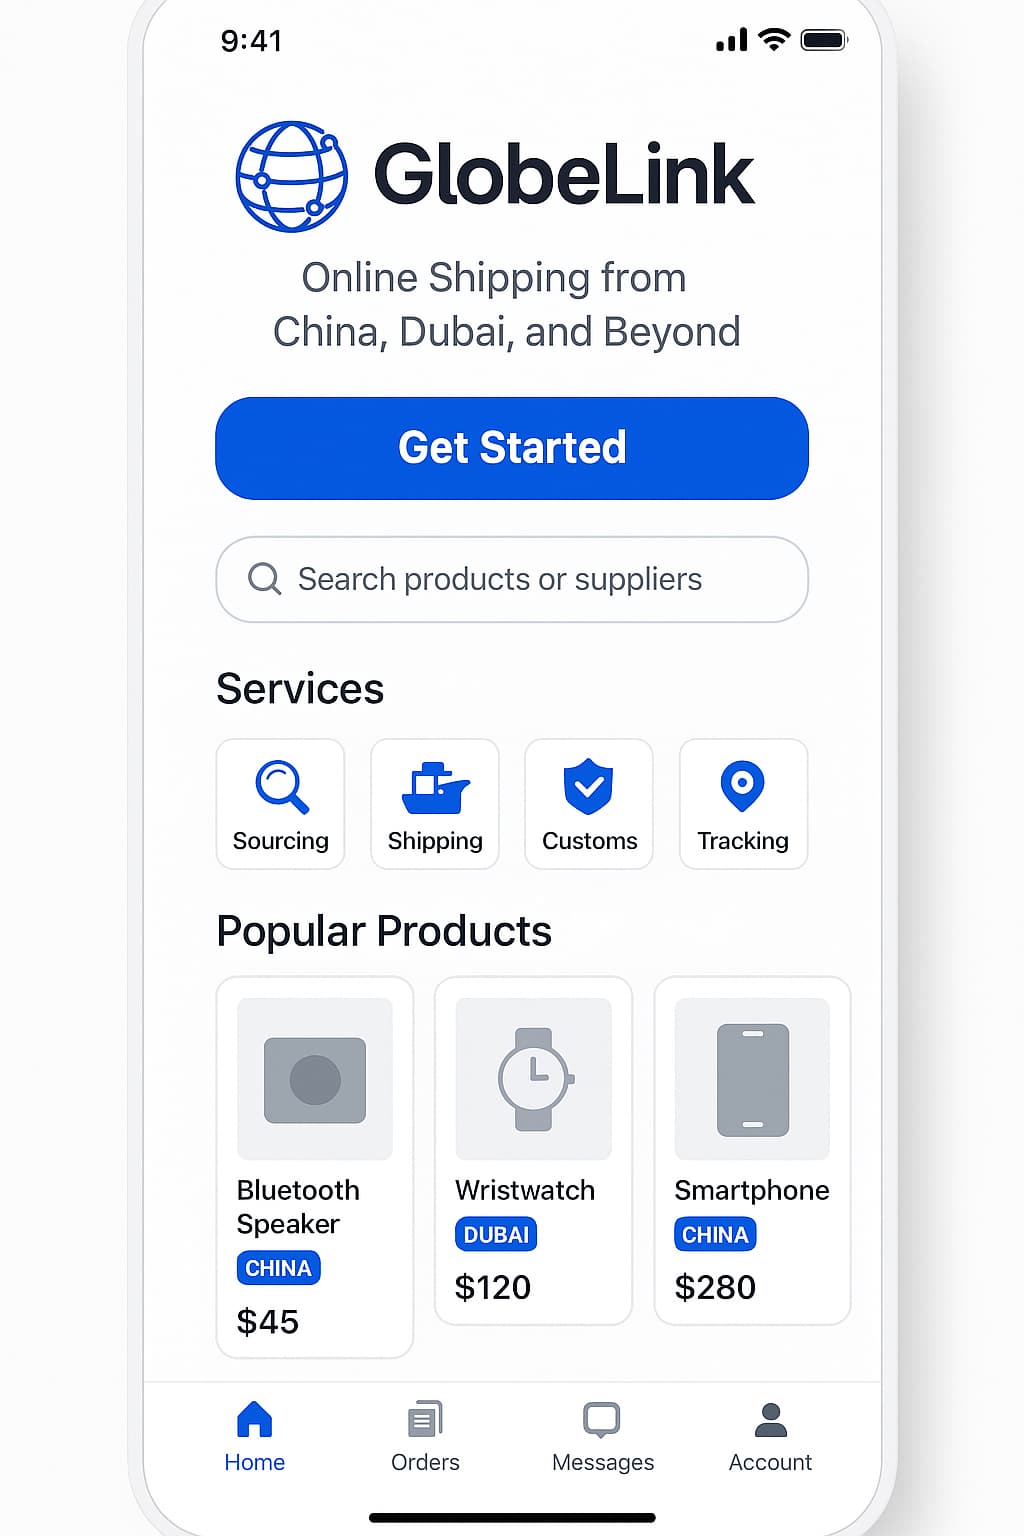 9:41
GlobeLink
Online Shipping from
China, Dubai, and Beyond
Get Started
Search products or suppliers
Services
Sourcing
Shipping
Customs
Tracking
Popular Products
Bluetooth
Speaker
CHINA
$45
Wristwatch
DUBAI
$120
Smartphone
CHINA
$280
Home
Orders
Messages
Account